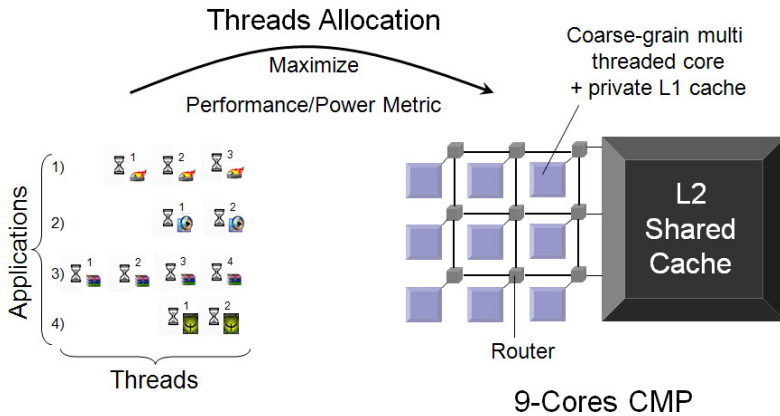 Threads Allocation
Maximize
Performance/Power Metric
Coarse-grain multi
threaded core
+ private L1 cache
Applications
1) 1 2 3
2) 1 2
3) 1 2 3 4
4) 1 2
Threads
L2
Shared
Cache
Router
9-Cores CMP